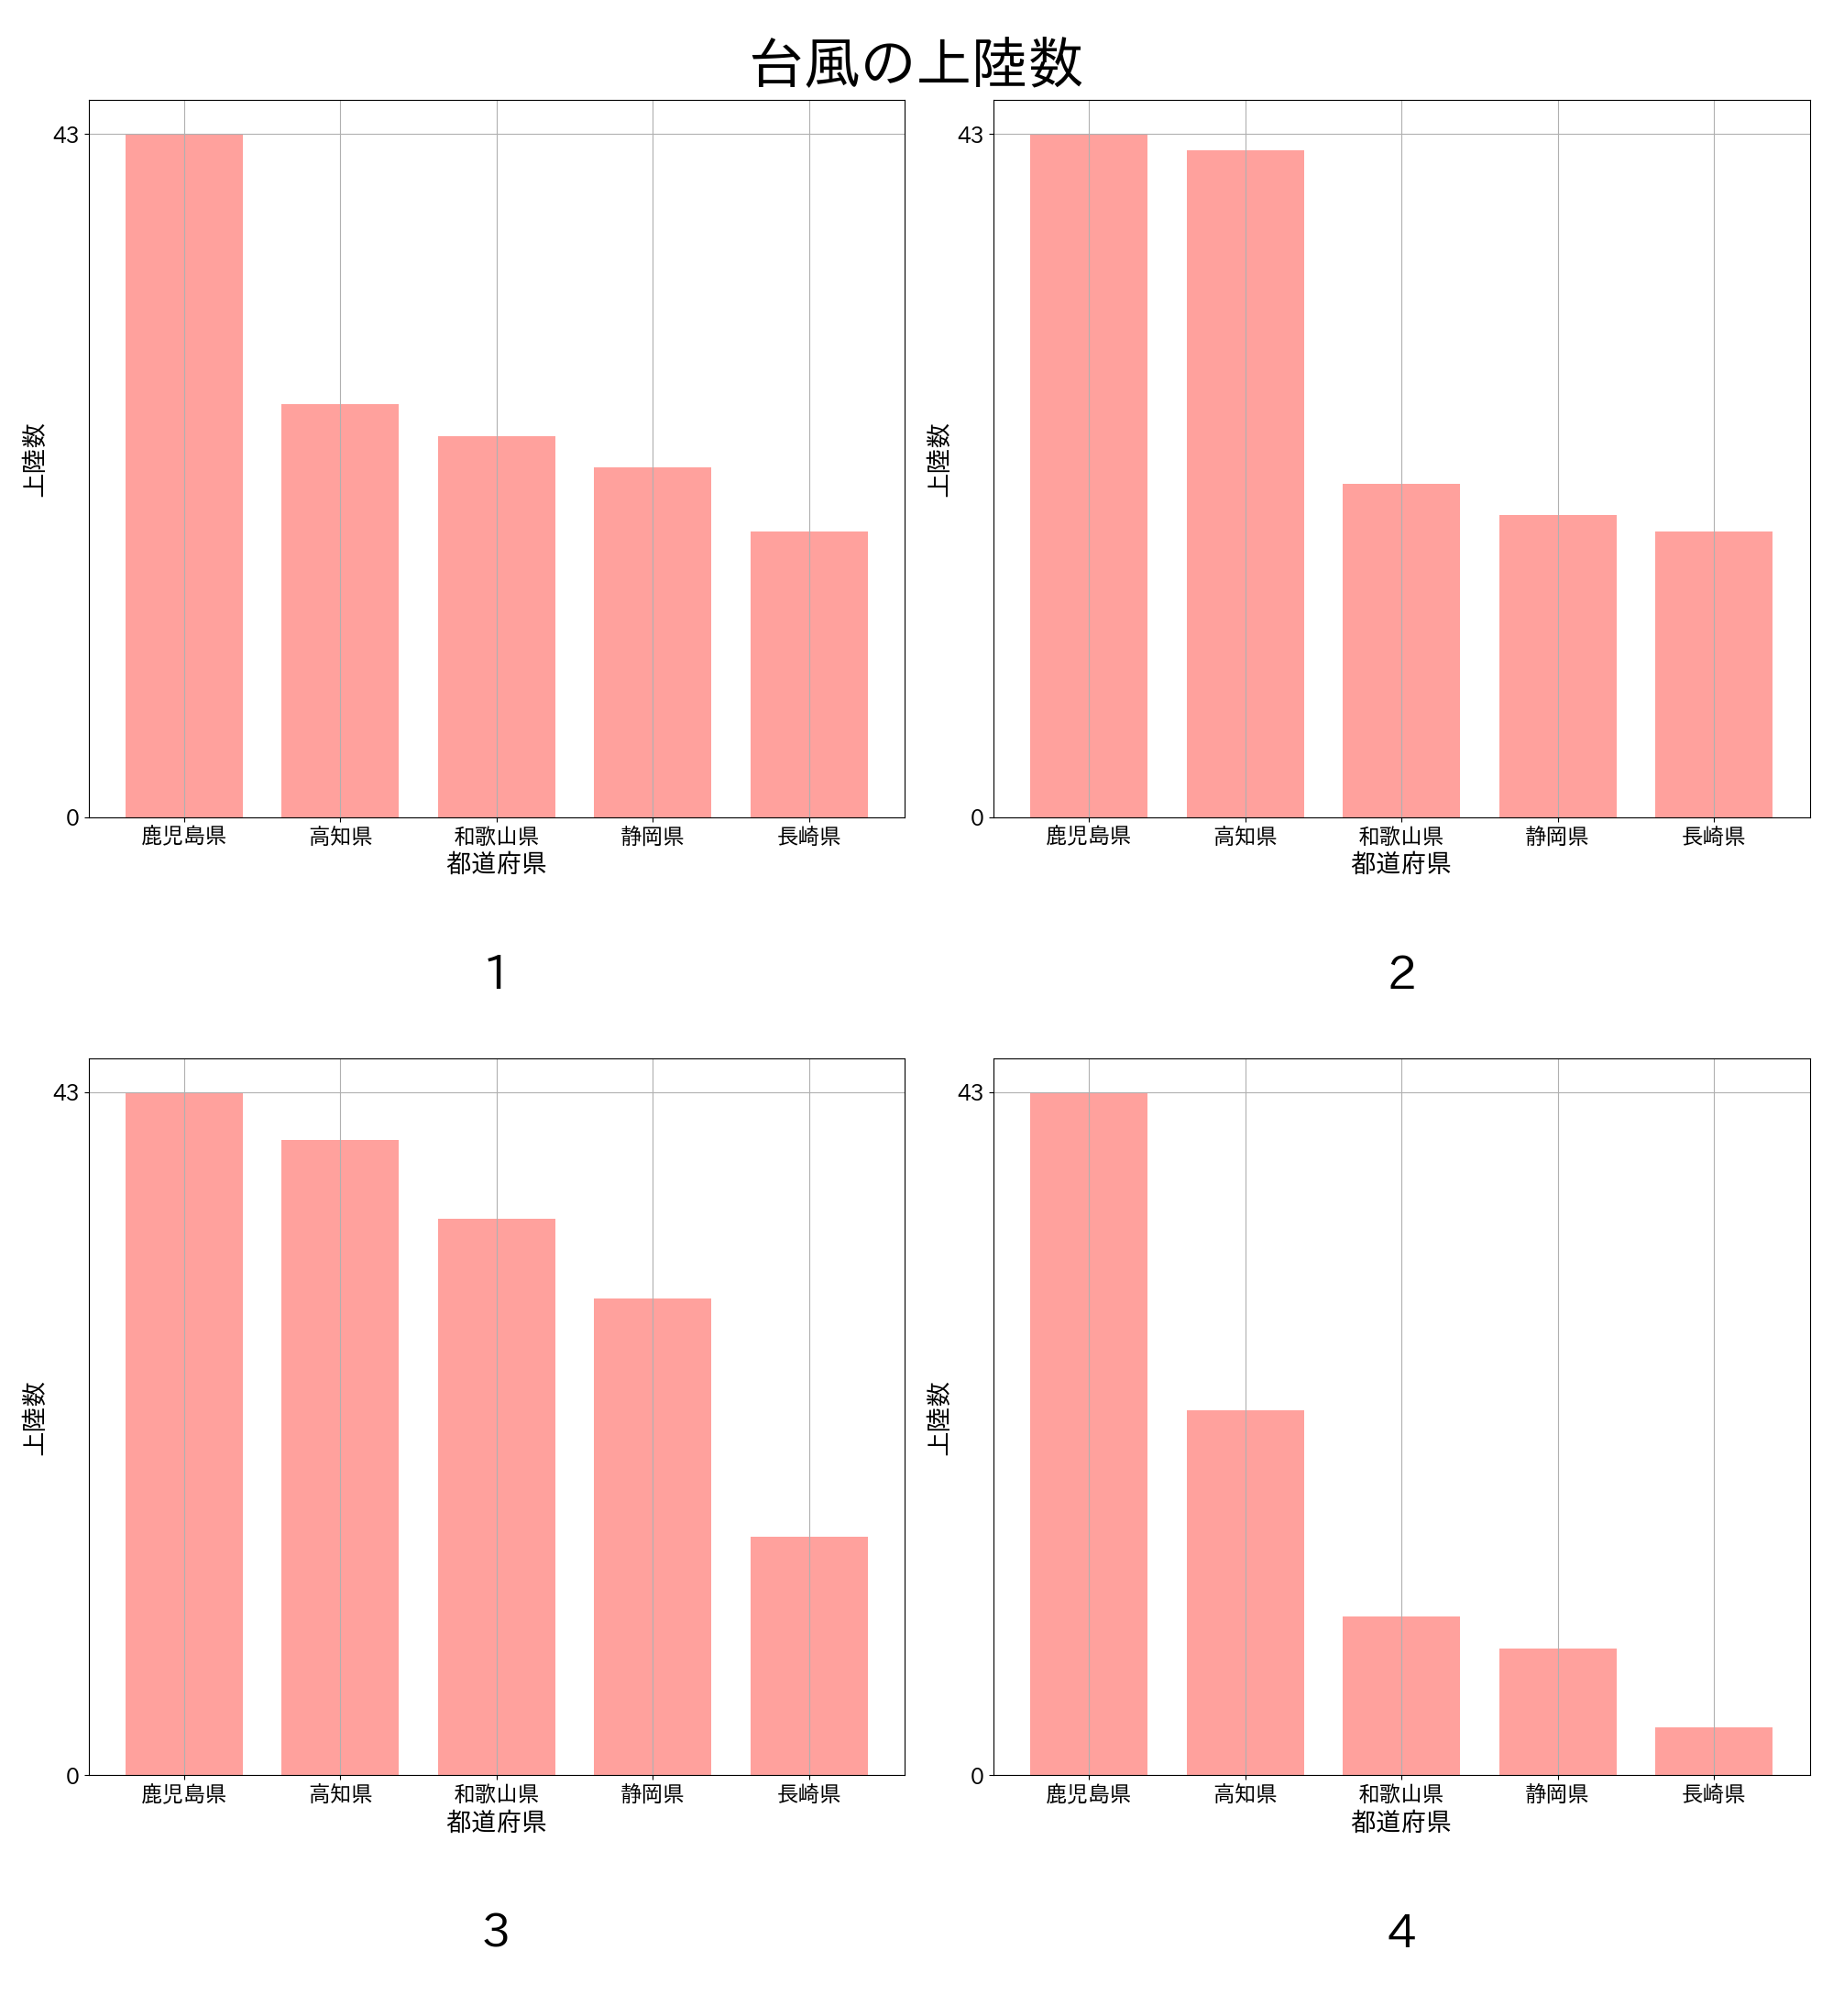 台風の上陸数
43
0
上陸数
鹿児島県 高知県 和歌山県 静岡県 長崎県
都道府県
1
43
0
上陸数
鹿児島県 高知県 和歌山県 静岡県 長崎県
都道府県
2
43
0
上陸数
鹿児島県 高知県 和歌山県 静岡県 長崎県
都道府県
3
43
0
上陸数
鹿児島県 高知県 和歌山県 静岡県 長崎県
都道府県
4